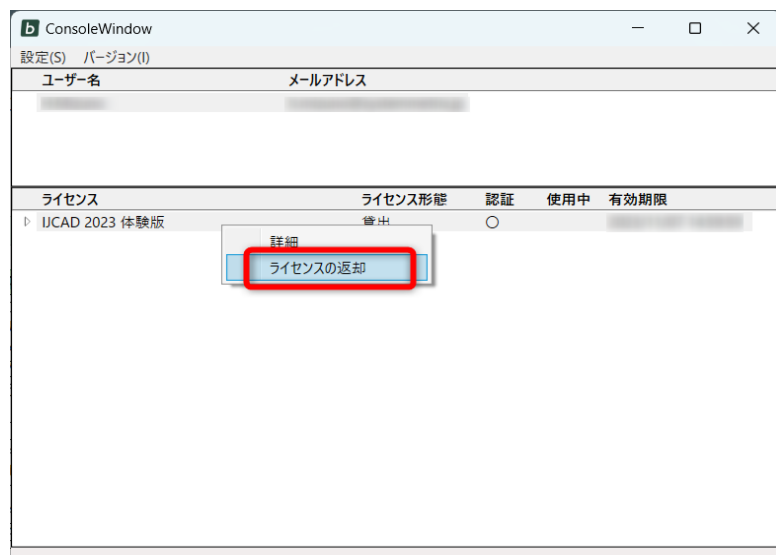 b ConsoleWindow
設定(S) バージョン(I)
ユーザー名 メールアドレス
ライセンス ライセンス形態 認証 使用中 有効期限
IJCAD 2023 体験版 貸出 ○
詳細
ライセンスの返却